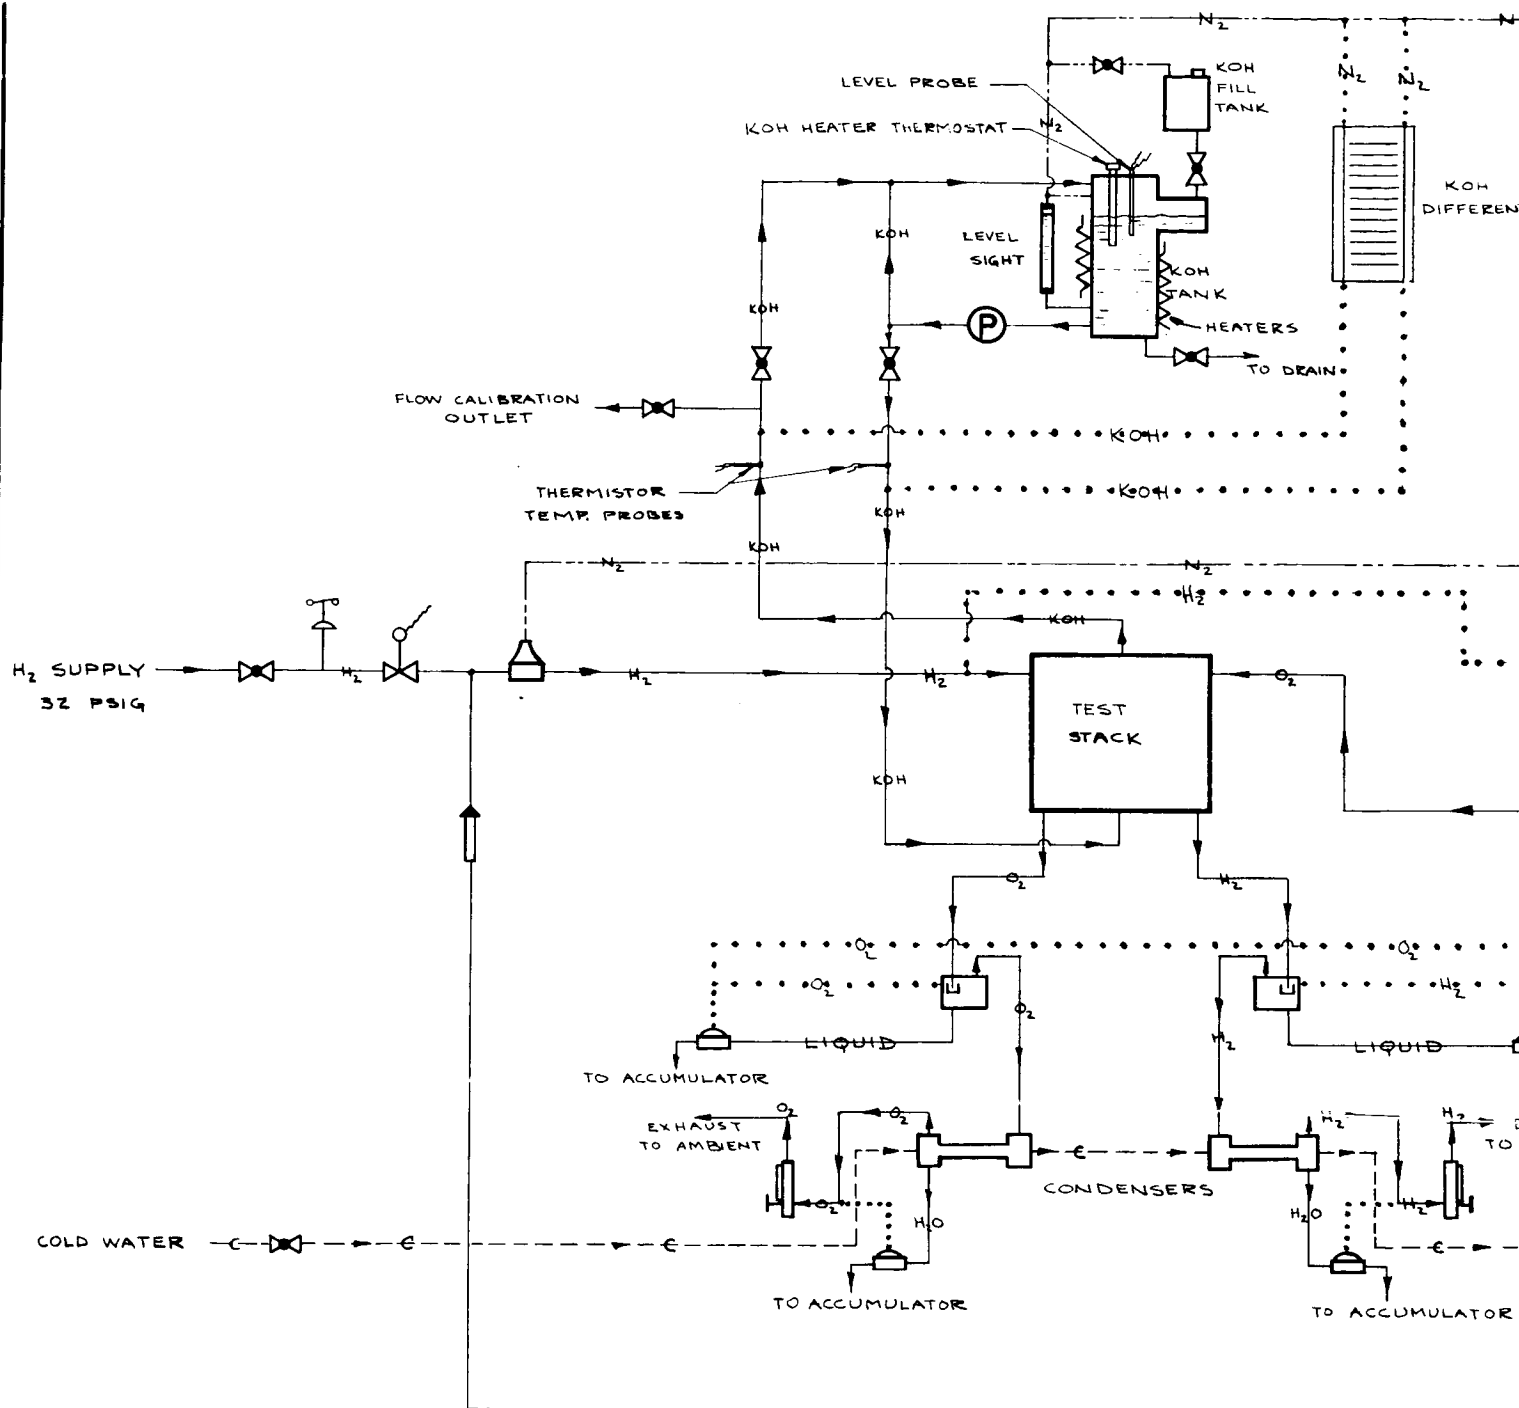 N₂
N
LEVEL PROBE
KOH
FILL
TANK
N₂
N₂
KOH HEATER THERMOSTAT
N₂
KOH
DIFFEREN
KOH
LEVEL
SIGHT
KOH
TANK
KOH
P
HEATERS
TO DRAIN
FLOW CALIBRATION
OUTLET
KOH
THERMISTOR
TEMP. PROBES
KOH
KOH
KOH
N₂
N₂
H₂
KOH
H₂ SUPPLY
32 PSIG
H₂
H₂
H₂
O₂
TEST
STACK
KOH
O₂
H₂
O₂
O₂
O₂
H₂
O₂
H₂
LIQUID
LIQUID
TO ACCUMULATOR
O₂
O₂
H₂
H₂
EXHAUST
TO AMBIENT
TO
C
CONDENSERS
O₂
H₂
H₂O
H₂O
COLD WATER
C
C
C
C
TO ACCUMULATOR
TO ACCUMULATOR